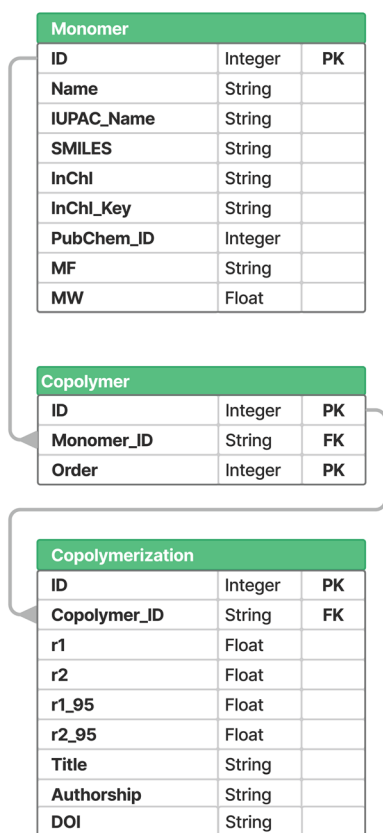 Monomer
ID Integer PK
Name String
IUPAC_Name String
SMILES String
InChI String
InChI_Key String
PubChem_ID Integer
MF String
MW Float
Copolymer
ID Integer PK
Monomer_ID String FK
Order Integer PK
Copolymerization
ID Integer PK
Copolymer_ID String FK
r1 Float
r2 Float
r1_95 Float
r2_95 Float
Title String
Authorship String
DOI String